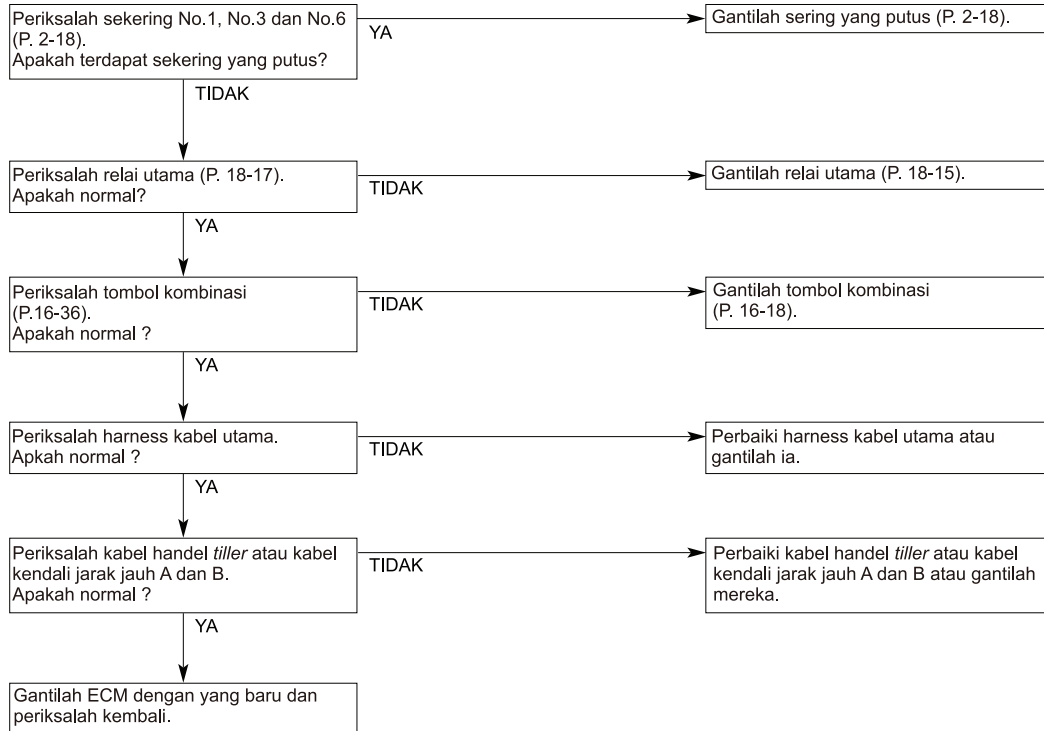 Periksalah sekering No.1, No.3 dan No.6
(P. 2-18).
Apakah terdapat sekering yang putus?
YA
Gantilah sering yang putus (P. 2-18).
TIDAK
Periksalah relai utama (P. 18-17).
Apakah normal?
TIDAK
Gantilah relai utama (P. 18-15).
YA
Periksalah tombol kombinasi
(P.16-36).
Apakah normal ?
TIDAK
Gantilah tombol kombinasi
(P. 16-18).
YA
Periksalah harness kabel utama.
Apkah normal ?
TIDAK
Perbaiki harness kabel utama atau
gantilah ia.
YA
Periksalah kabel handel tiller atau kabel
kendali jarak jauh A dan B.
Apakah normal ?
TIDAK
Perbaiki kabel handel tiller atau kabel
kendali jarak jauh A dan B atau gantilah
mereka.
YA
Gantilah ECM dengan yang baru dan
periksalah kembali.